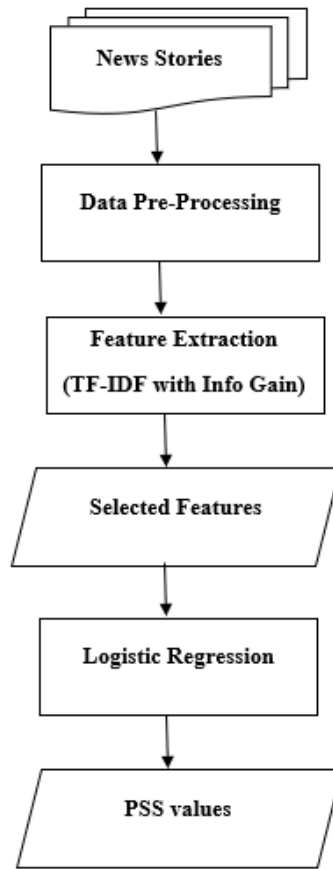 News Stories
Data Pre-Processing
Feature Extraction
(TF-IDF with Info Gain)
Selected Features
Logistic Regression
PSS values